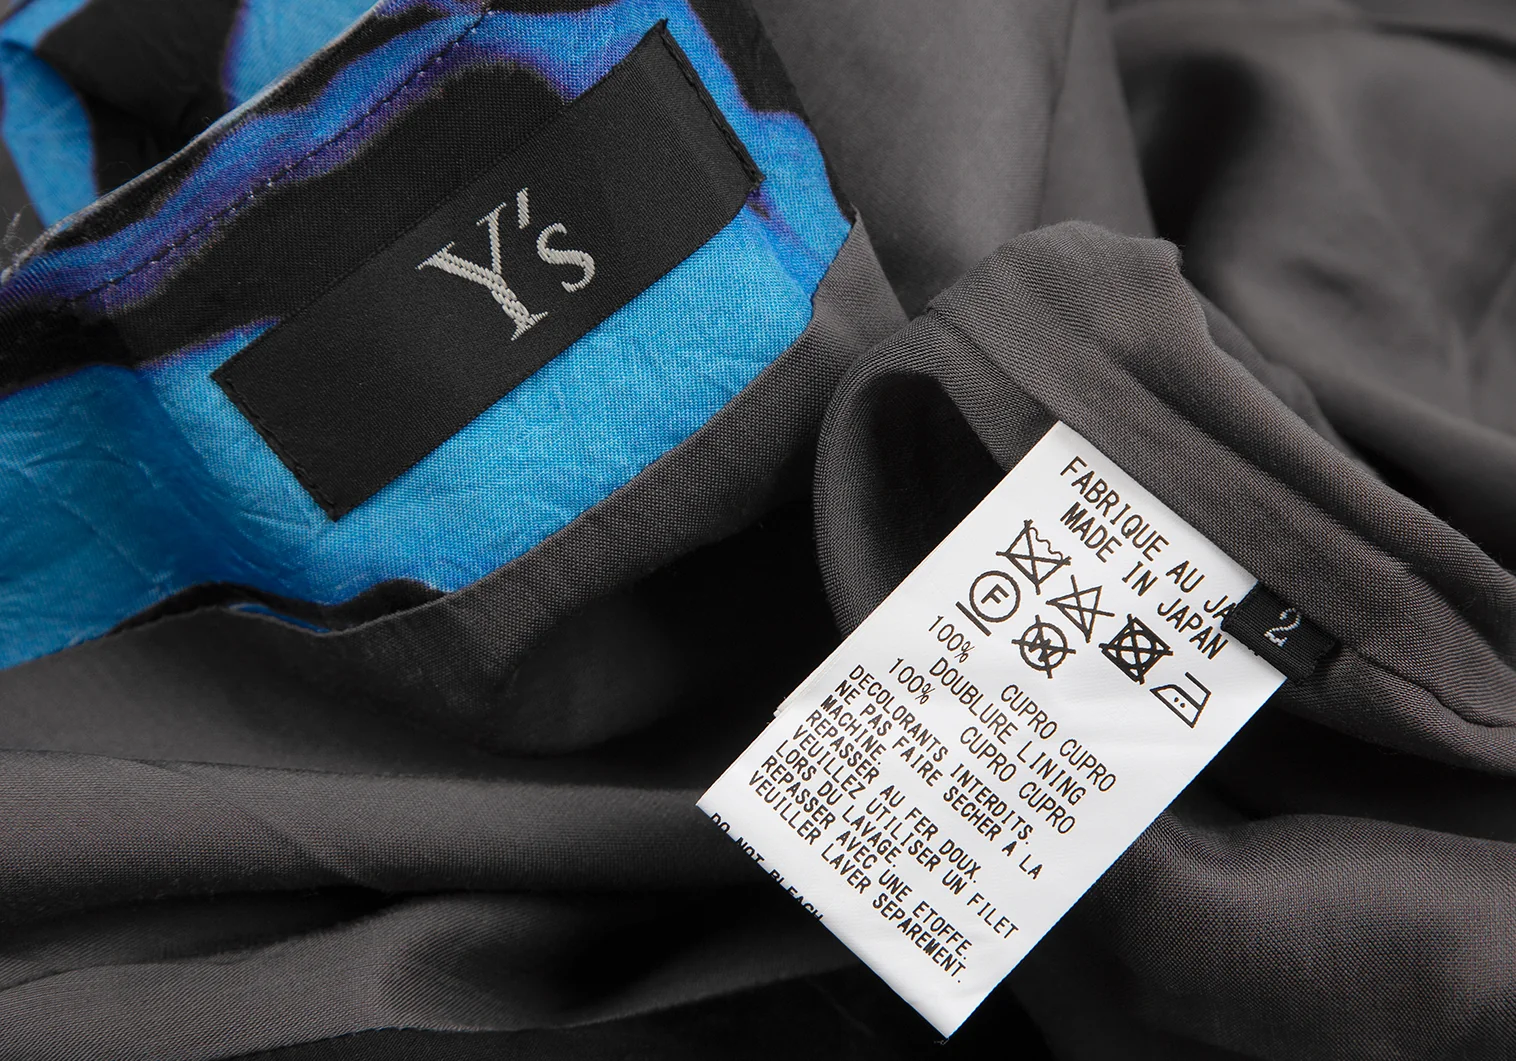 Y's
FABRIQUE AU JA
MADE IN JAPAN
2
F
W
100% CUPRO CUPRO
DOUBLURE LINING
100% CUPRO CUPRO
DECOLORANTS INTERDITS.
NE PAS FAIRE SECHER A LA
MACHINE.
REPASSER AU FER DOUX.
VEUILLEZ UTILISER UN FILET
LORS DU LAVAGE.
REPASSER AVEC UNE ETOFFE.
VEUILLER LAVER SEPAREMENT.
DO NOT BLEACH